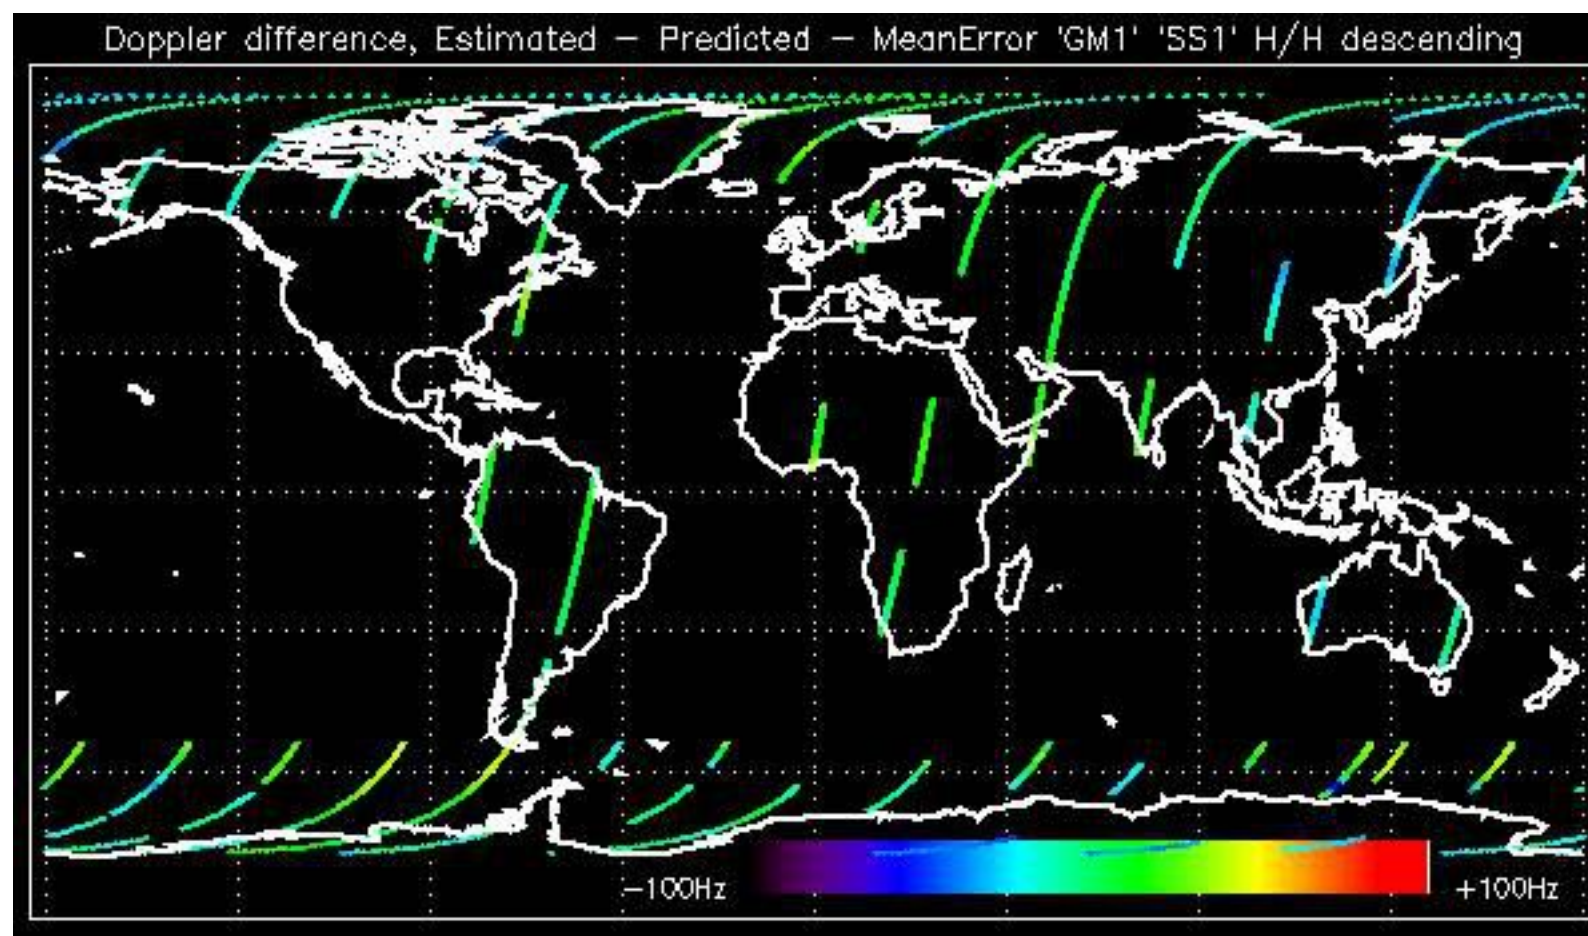 Doppler difference, Estimated – Predicted – MeanError 'GM1' 'SS1' H/H descending
–100Hz
+100Hz